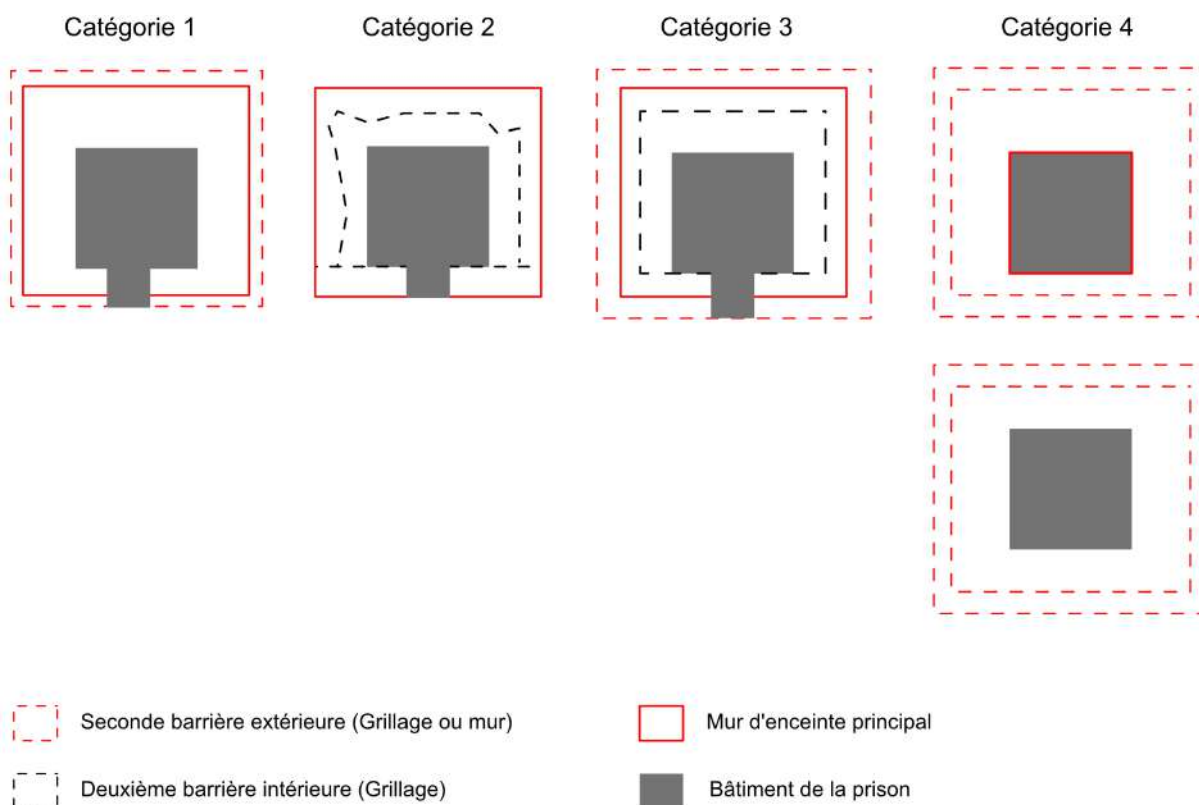 Catégorie 1
Catégorie 2
Catégorie 3
Catégorie 4
Seconde barrière extérieure (Grillage ou mur)
Mur d'enceinte principal
Deuxième barrière intérieure (Grillage)
Bâtiment de la prison